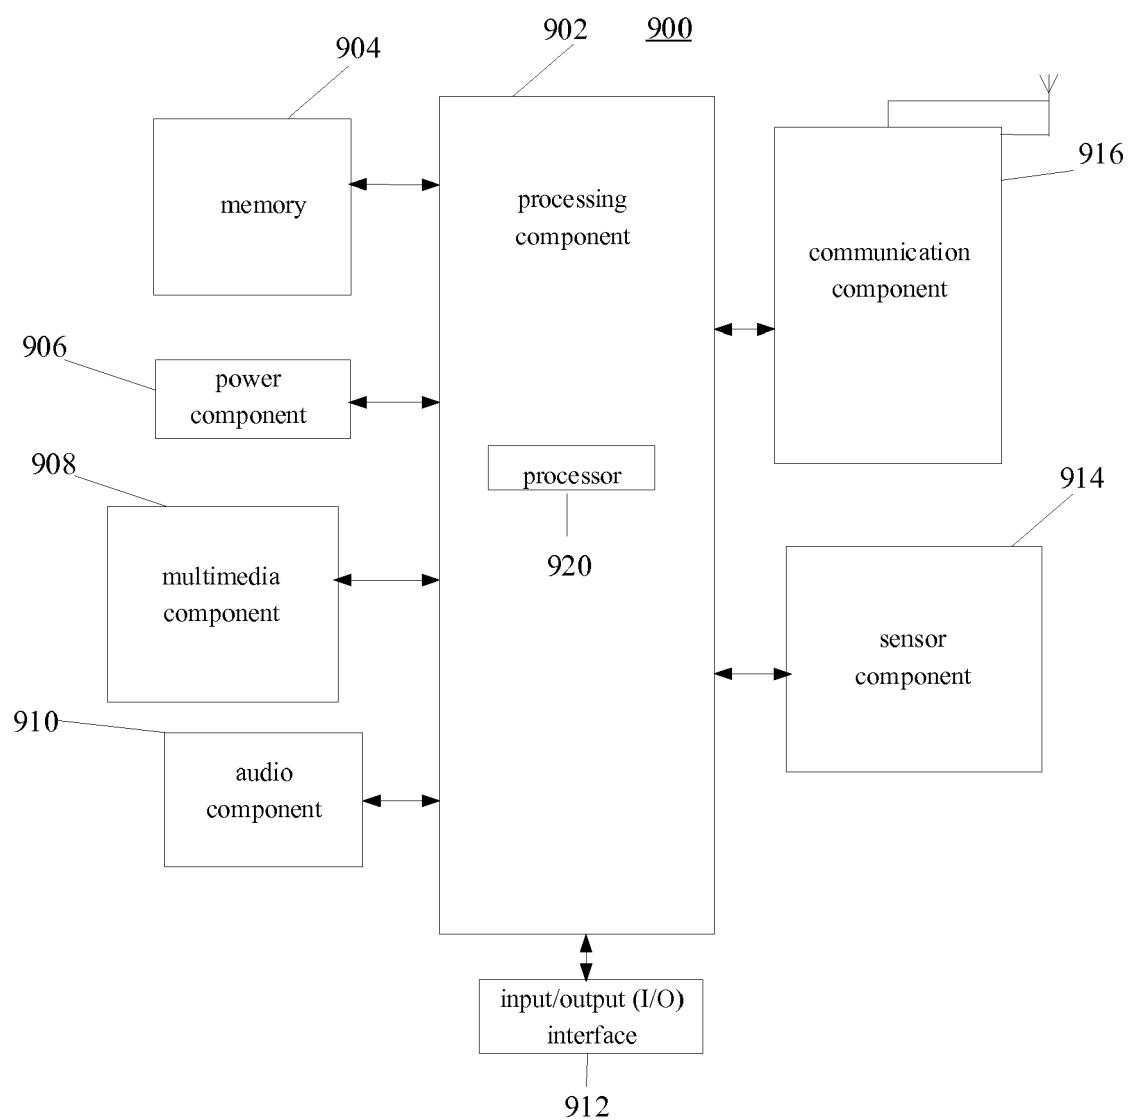 902
900
904
memory
processing
component
916
communication
component
906
power
component
908
processor
920
914
multimedia
component
sensor
component
910
audio
component
input/output (I/O)
interface
912